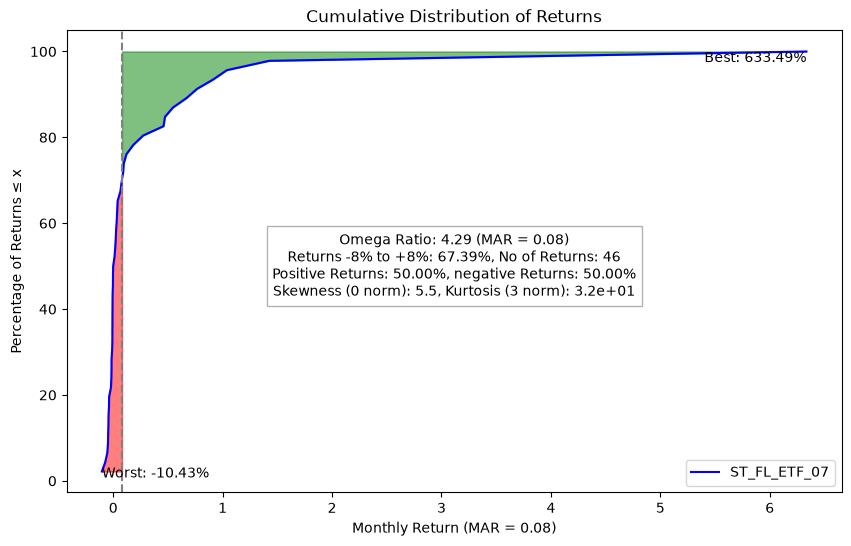 Cumulative Distribution of Returns
100
80
60
40
20
0
Percentage of Returns ≤ x
Best: 633.49%
Omega Ratio: 4.29 (MAR = 0.08)
Returns -8% to +8%: 67.39%, No of Returns: 46
Positive Returns: 50.00%, negative Returns: 50.00%
Skewness (0 norm): 5.5, Kurtosis (3 norm): 3.2e+01
Worst: -10.43%
ST_FL_ETF_07
0 1 2 3 4 5 6
Monthly Return (MAR = 0.08)